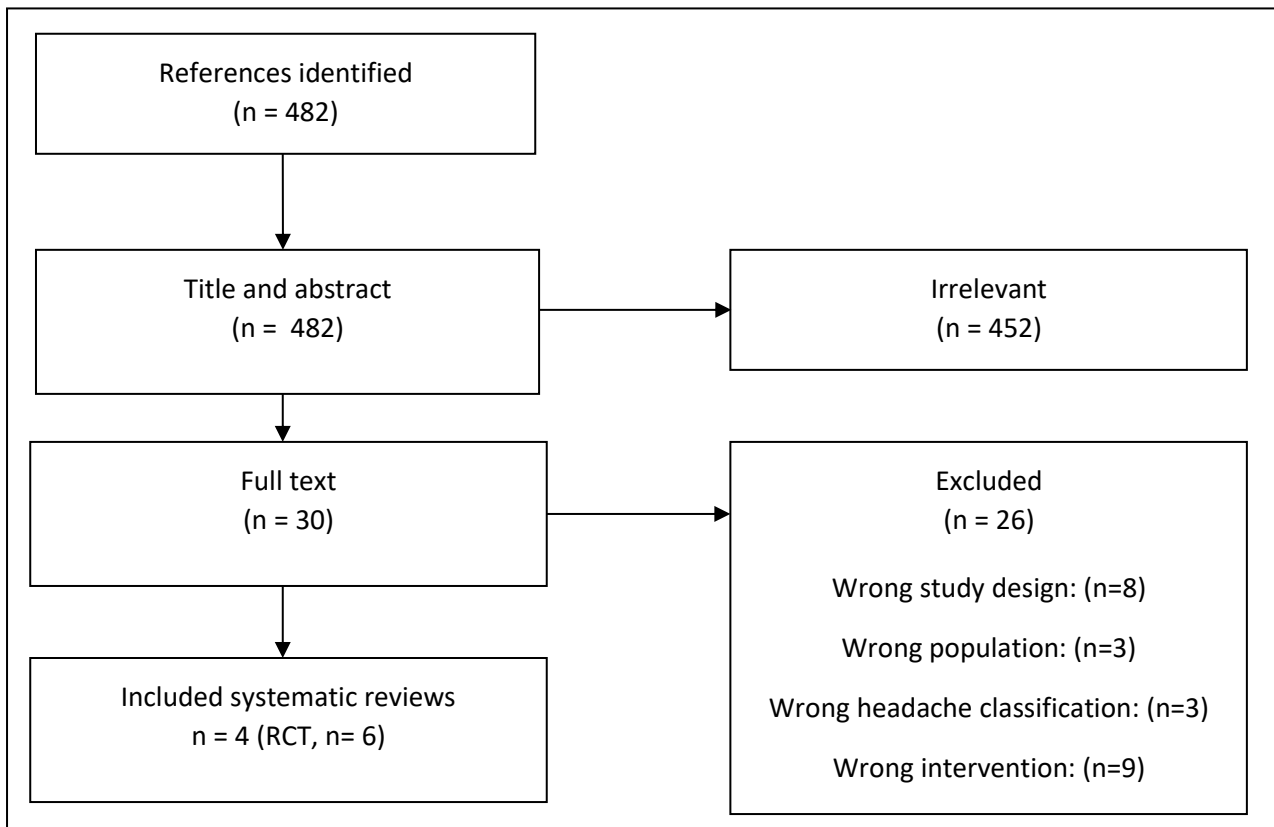 References identified
(n = 482)
Title and abstract
(n = 482)
Irrelevant
(n = 452)
Full text
(n = 30)
Excluded
(n = 26)
Wrong study design: (n=8)
Wrong population: (n=3)
Wrong headache classification: (n=3)
Wrong intervention: (n=9)
Included systematic reviews
n = 4 (RCT, n= 6)